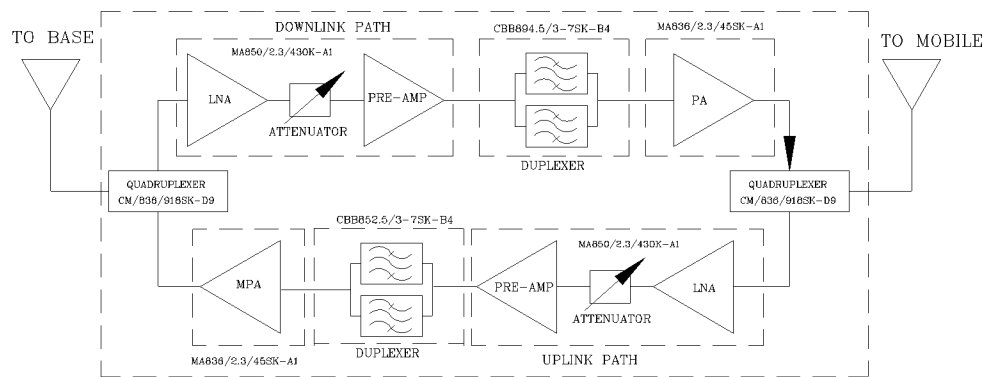 DOWNLINK PATH
CBB894.5/3-7SK-B4
MA836/2.3/45SK-A1
TO BASE
TO MOBILE
MA850/2.3/430K-A1
LNA
PRE-AMP
PA
ATTENUATOR
DUPLEXER
QUADRUPLEXER
CM/836/918SK-D9
QUADRUPLEXER
CM/836/918SK-D9
CBB852.5/3-7SK-B4
MA850/2.3/430K-A1
MPA
PRE-AMP
LNA
ATTENUATOR
DUPLEXER
UPLINK PATH
MA836/2.3/45SK-A1